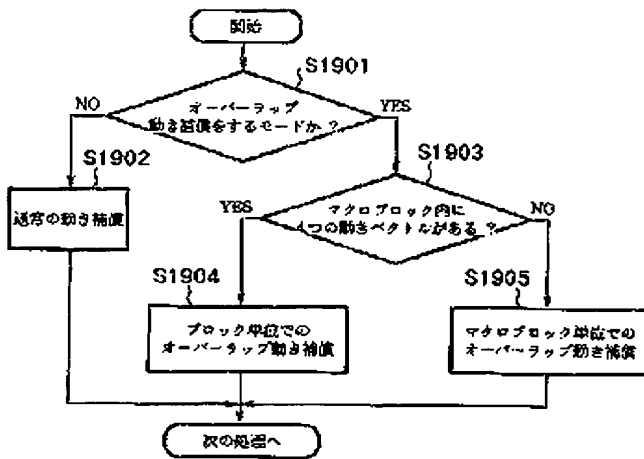 開始
S1901
オーバーラップ
動き補償をするモードか?
NO
YES
S1902
通常の動き補償
S1903
マクロブロック内に
4つの動きベクトルがある?
YES
NO
S1904
ブロック単位での
オーバーラップ動き補償
S1905
マクロブロック単位での
オーバーラップ動き補償
次の処理へ